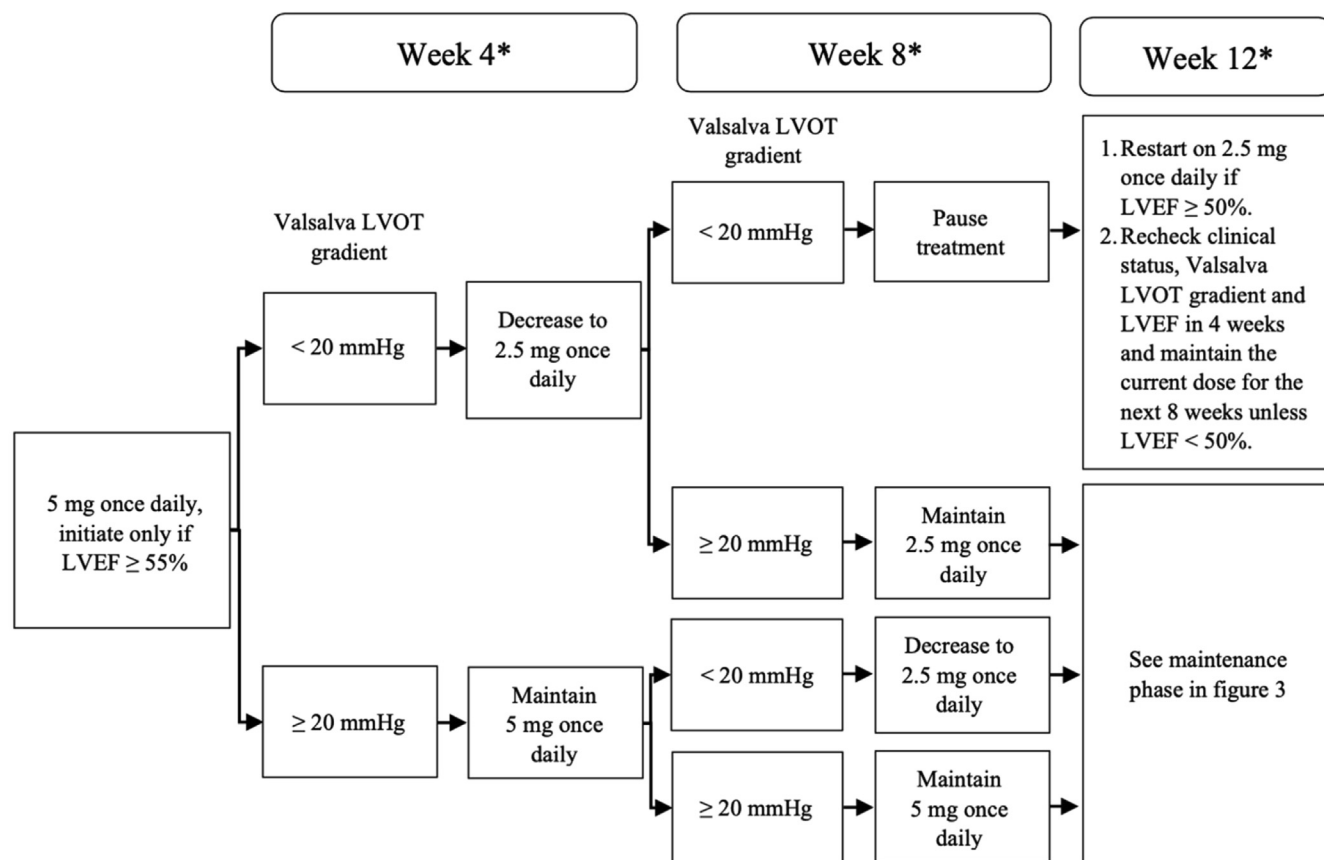 Week 4*
Week 8*
Week 12*
5 mg once daily,
initiate only if
LVEF ≥ 55%
Valsalva LVOT
gradient
< 20 mmHg
Decrease to
2.5 mg once
daily
≥ 20 mmHg
Maintain
5 mg once
daily
Valsalva LVOT
gradient
< 20 mmHg
Pause
treatment
≥ 20 mmHg
Maintain
2.5 mg once
daily
< 20 mmHg
Decrease to
2.5 mg once
daily
≥ 20 mmHg
Maintain
5 mg once
daily
1. Restart on 2.5 mg
once daily if
LVEF ≥ 50%.
2. Recheck clinical
status, Valsalva
LVOT gradient and
LVEF in 4 weeks
and maintain the
current dose for the
next 8 weeks unless
LVEF < 50%.
See maintenance
phase in figure 3